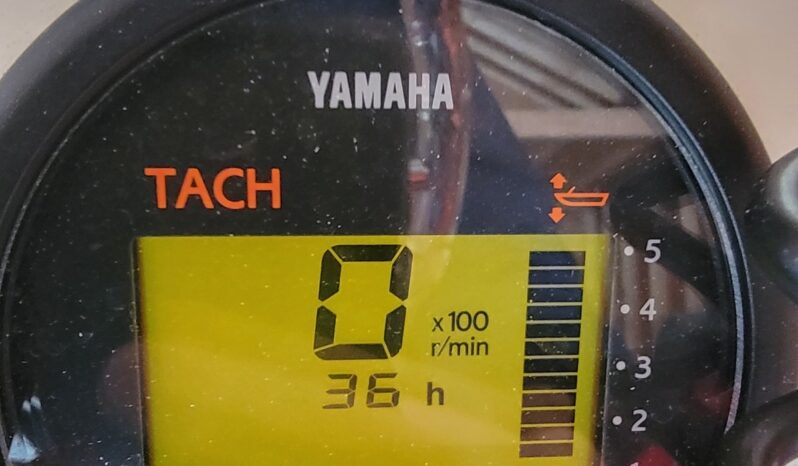 YAMAHA
TACH
0 x100 r/min
36 h
5
4
3
2